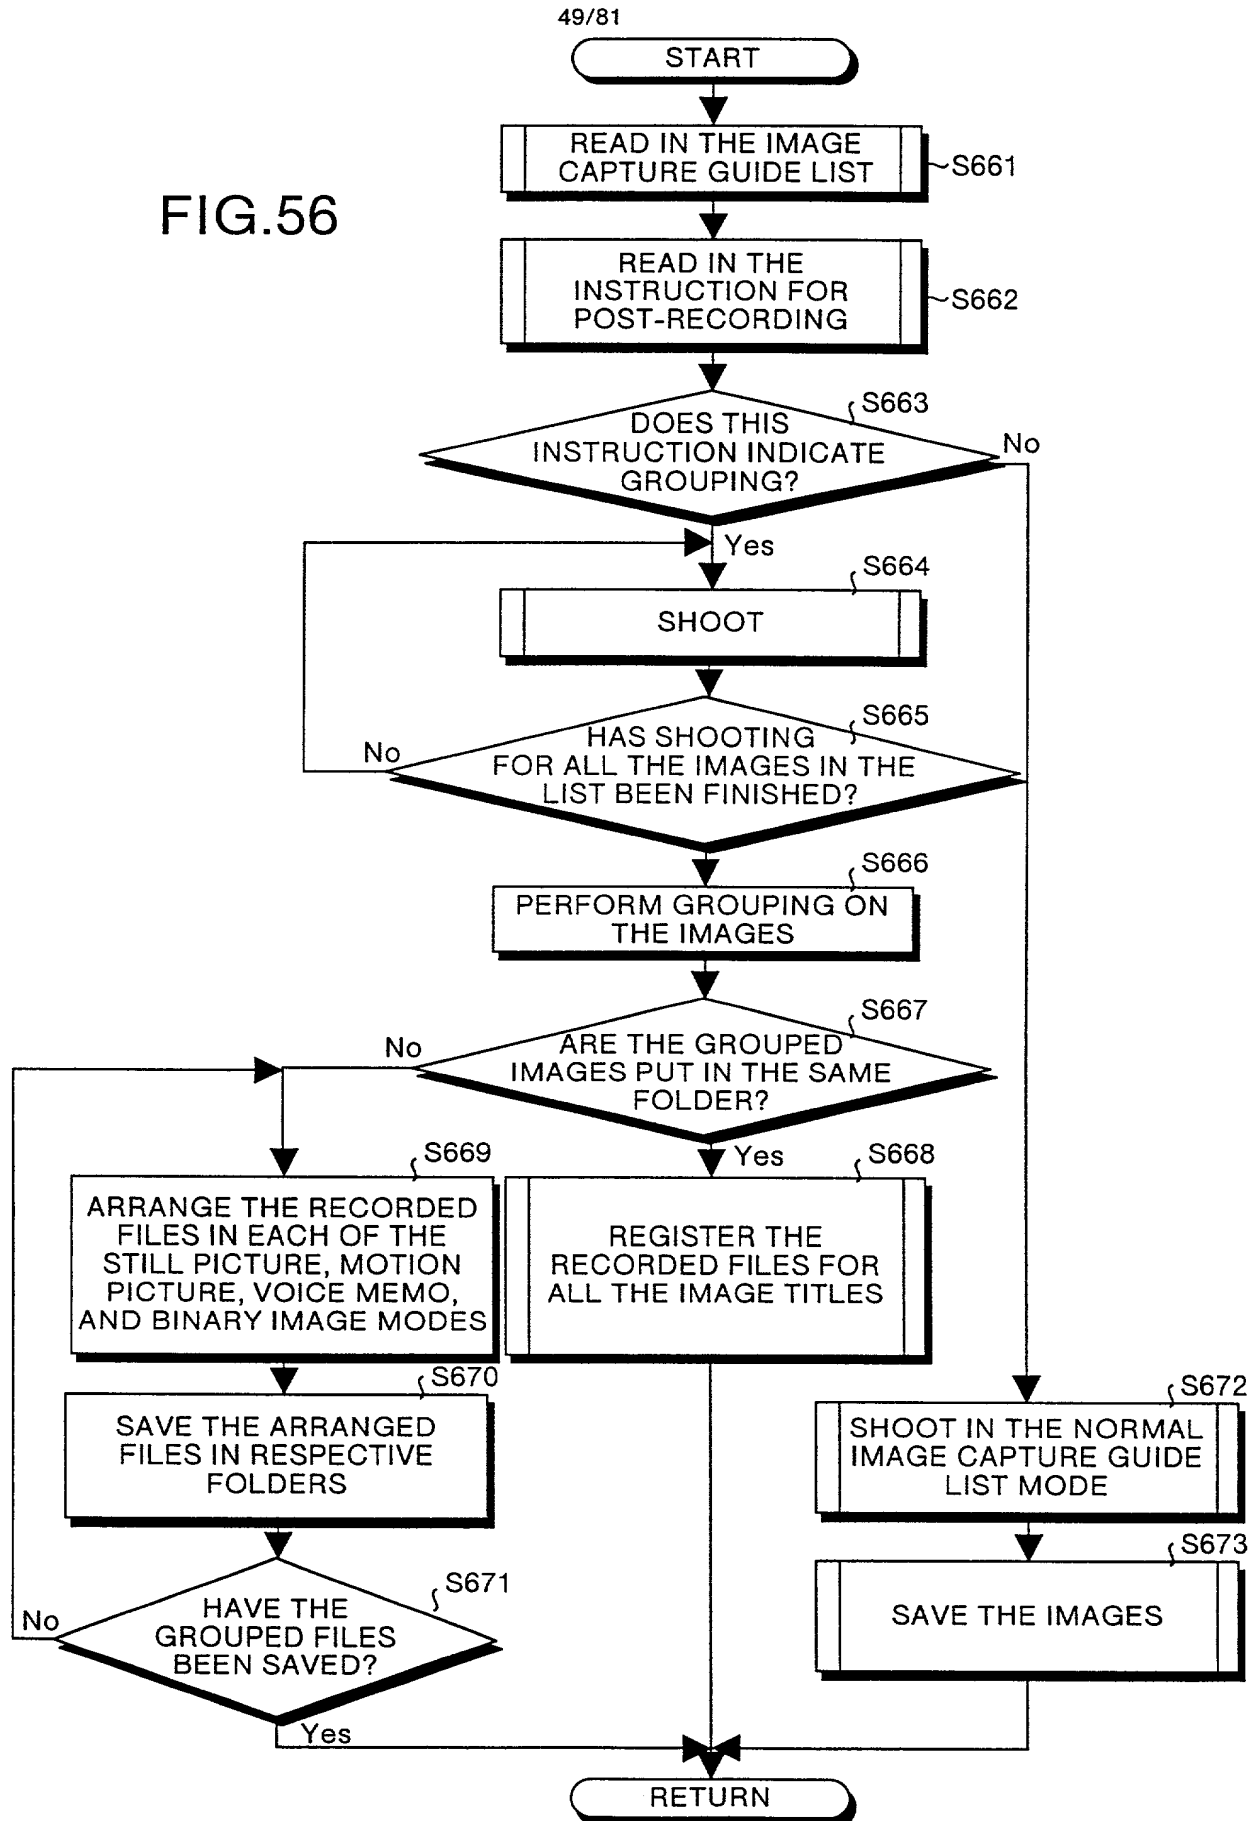 49/81
START
READ IN THE IMAGE
CAPTURE GUIDE LIST
S661
FIG.56
READ IN THE
INSTRUCTION FOR
POST-RECORDING
S662
S663
DOES THIS
INSTRUCTION INDICATE
GROUPING?
No
Yes
S664
SHOOT
S665
HAS SHOOTING
FOR ALL THE IMAGES IN THE
LIST BEEN FINISHED?
No
S666
PERFORM GROUPING ON
THE IMAGES
S667
ARE THE GROUPED
IMAGES PUT IN THE SAME
FOLDER?
No
Yes
S669
ARRANGE THE RECORDED
FILES IN EACH OF THE
STILL PICTURE, MOTION
PICTURE, VOICE MEMO,
AND BINARY IMAGE MODES
S668
REGISTER THE
RECORDED FILES FOR
ALL THE IMAGE TITLES
S670
SAVE THE ARRANGED
FILES IN RESPECTIVE
FOLDERS
S672
SHOOT IN THE NORMAL
IMAGE CAPTURE GUIDE
LIST MODE
S671
HAVE THE
GROUPED FILES
BEEN SAVED?
No
Yes
S673
SAVE THE IMAGES
RETURN